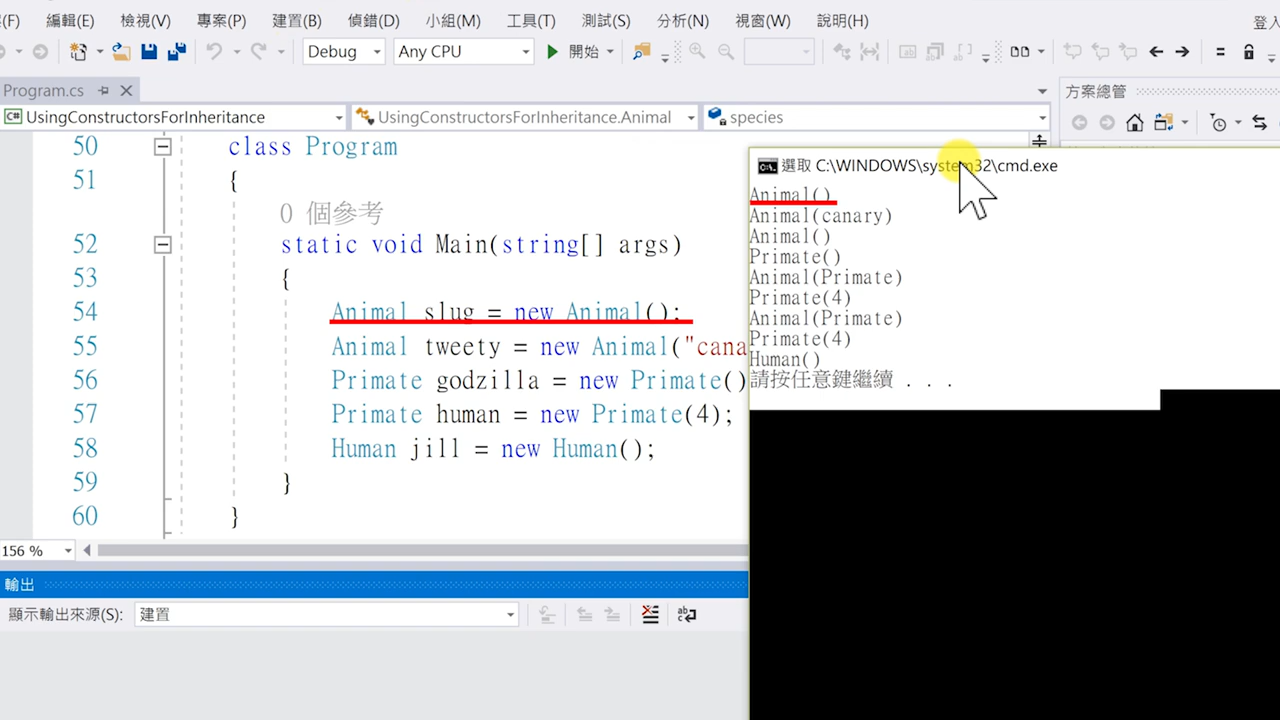 (F) 編輯(E) 檢視(V) 專案(P) 建置(B) 偵錯(D) 小組(M) 工具(T) 測試(S) 分析(N) 視窗(W) 說明(H) 登入
Debug Any CPU 開始
Program.cs
方案總管
C# UsingConstructorsForInheritance UsingConstructorsForInheritance.Animal species
50 class Program
51 {
0 個參考
52 static void Main(string[] args)
53 {
54 Animal slug = new Animal();
55 Animal tweety = new Animal("cana
56 Primate godzilla = new Primate()
57 Primate human = new Primate(4);
58 Human jill = new Human();
59 }
60 }
156 %
輸出
顯示輸出來源(S): 建置
選取 C:\WINDOWS\system32\cmd.exe
Animal()
Animal(canary)
Animal()
Primate()
Animal(Primate)
Primate(4)
Animal(Primate)
Primate(4)
Human()
請按任意鍵繼續 . . .